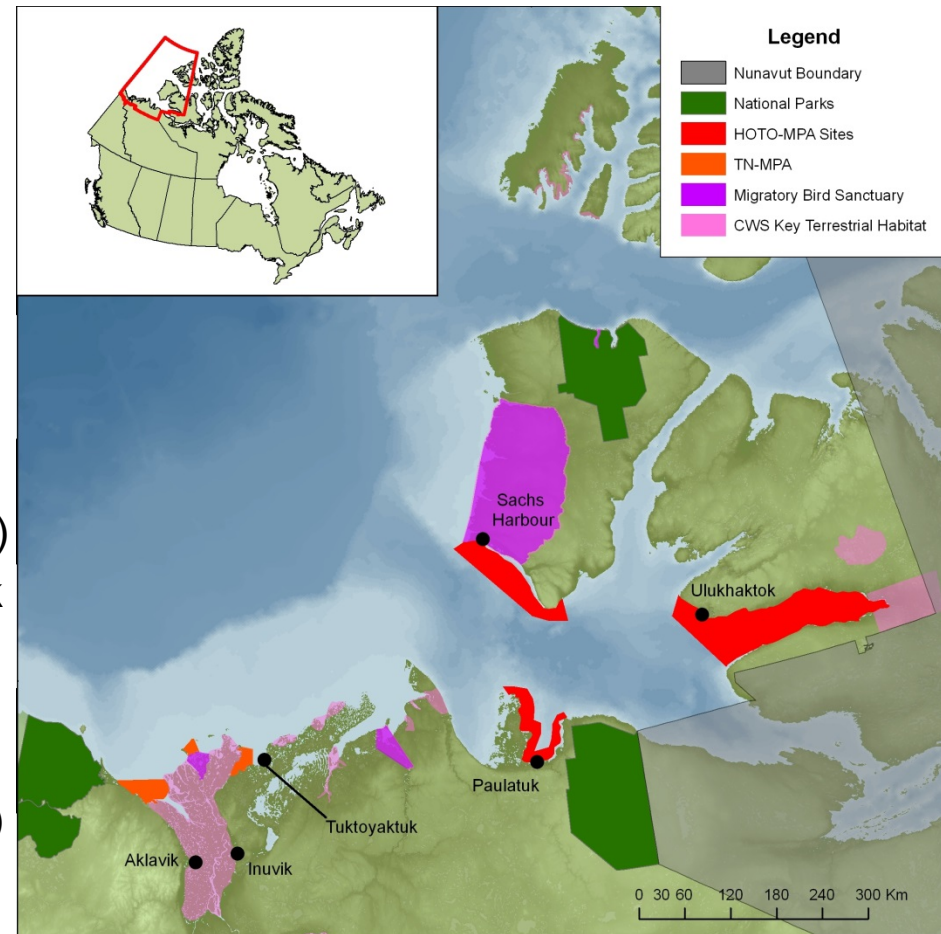 Legend
Nunavut Boundary
National Parks
HOTO-MPA Sites
TN-MPA
Migratory Bird Sanctuary
CWS Key Terrestrial Habitat
Sachs
Harbour
)
Ulukhaktok
Paulatuk
Tuktoyaktuk
)
Aklavik
Inuvik
0 30 60 120 180 240 300 Km